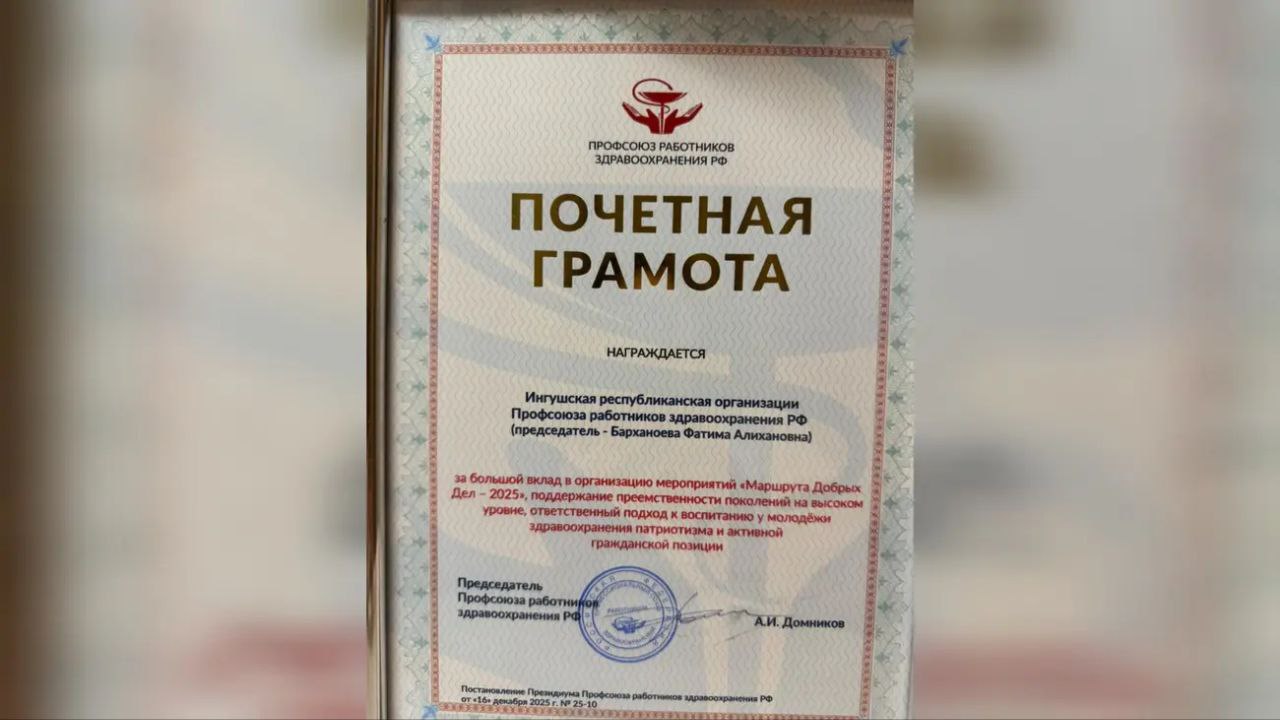 ПРОФСОЮЗ РАБОТНИКОВ
ЗДРАВООХРАНЕНИЯ РФ
ПОЧЕТНАЯ
ГРАМОТА
НАГРАЖДАЕТСЯ
Ингушская республиканская организации
Профсоюза работников здравоохранения РФ
(председатель - Барханоева Фатима Алихановна)
за большой вклад в организацию мероприятий «Маршрута Добрых
Дел – 2025», поддержание преемственности поколений на высоком
уровне, ответственный подход к воспитанию у молодёжи
здравоохранения патриотизма и активной
гражданской позиции
Председатель
Профсоюза работников
здравоохранения РФ
А.И. Домников
Постановление Президиума Профсоюза работников здравоохранения РФ
от «16» декабря 2025 г. № 25-10